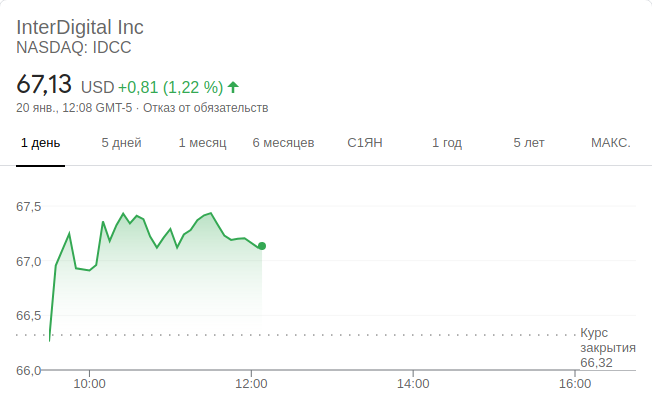 InterDigital Inc
NASDAQ: IDCC
67,13 USD +0,81 (1,22 %)
20 янв., 12:08 GMT-5 · Отказ от обязательств
1 день 5 дней 1 месяц 6 месяцев С1ЯН 1 год 5 лет МАКС.
67,5
67,0
66,5
66,0
Курс
закрытия
66,32
10:00 12:00 14:00 16:00